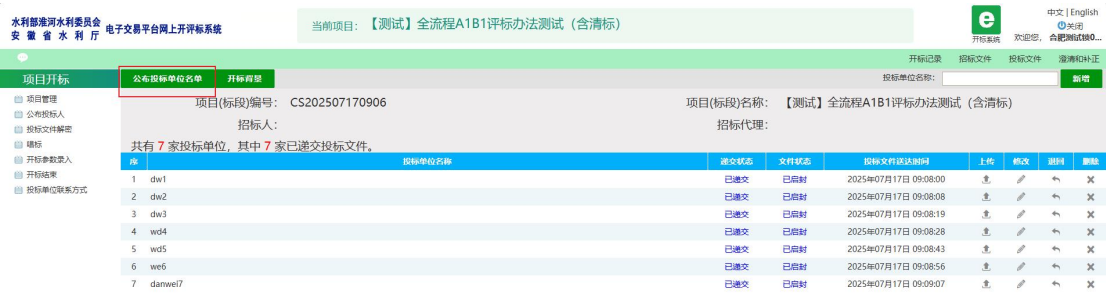 水利部淮河水利委员会
安徽省水利厅
电子交易平台网上开评标系统
当前项目： 【测试】全流程A1B1评标办法测试（含清标）
e
开标系统
中文 | English
关闭
欢迎您， 合肥测试锁0...
开标记录 招标文件 投标文件 澄清和补正
项目开标
公布投标单位名单 开标背景
投标单位名称：
新增
项目管理
公布投标人
投标文件解密
唱标
开标参数录入
开标结束
投标单位联系方式
项目(标段)编号： CS202507170906
项目(标段)名称： 【测试】全流程A1B1评标办法测试（含清标）
招标人：
招标代理：
共有 7 家投标单位，其中 7 家已递交投标文件。
序 投标单位名称 递交状态 文件状态 投标文件送达时间 上传 修改 退回 删除
1 dw1 已递交 已启封 2025年07月17日 09:08:00
2 dw2 已递交 已启封 2025年07月17日 09:08:08
3 dw3 已递交 已启封 2025年07月17日 09:08:19
4 wd4 已递交 已启封 2025年07月17日 09:08:28
5 wd5 已递交 已启封 2025年07月17日 09:08:43
6 we6 已递交 已启封 2025年07月17日 09:08:56
7 danwei7 已递交 已启封 2025年07月17日 09:09:07